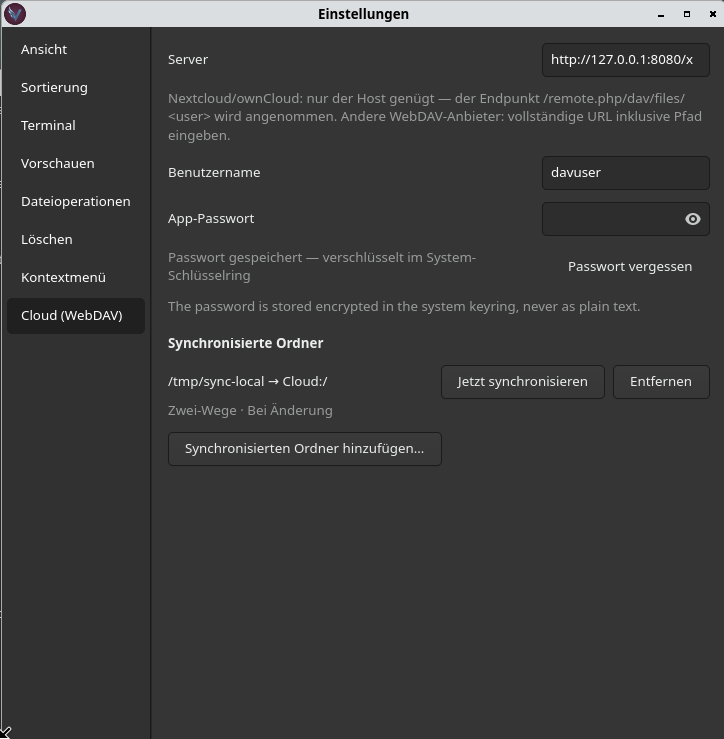 Einstellungen
Ansicht
Sortierung
Terminal
Vorschauen
Dateioperationen
Löschen
Kontextmenü
Cloud (WebDAV)
Server
http://127.0.0.1:8080/x
Nextcloud/ownCloud: nur der Host genügt — der Endpunkt /remote.php/dav/files/
<user> wird angenommen. Andere WebDAV-Anbieter: vollständige URL inklusive Pfad
eingeben.
Benutzername
davuser
App-Passwort
Passwort gespeichert — verschlüsselt im System-
Schlüsselring
Passwort vergessen
The password is stored encrypted in the system keyring, never as plain text.
Synchronisierte Ordner
/tmp/sync-local → Cloud:/
Jetzt synchronisieren
Entfernen
Zwei-Wege · Bei Änderung
Synchronisierten Ordner hinzufügen...